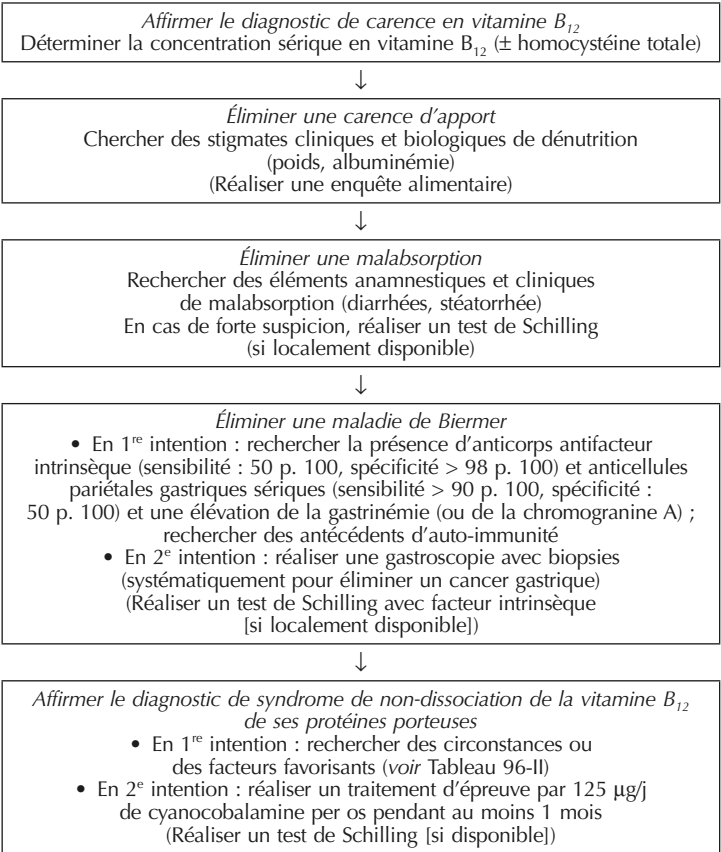 Affirmer le diagnostic de carence en vitamine B12
Déterminer la concentration sérique en vitamine B12 (± homocystéine totale)
↓
Éliminer une carence d'apport
Chercher des stigmates cliniques et biologiques de dénutrition
(poids, albuminémie)
(Réaliser une enquête alimentaire)
↓
Éliminer une malabsorption
Rechercher des éléments anamnestiques et cliniques
de malabsorption (diarrhées, stéatorrhée)
En cas de forte suspicion, réaliser un test de Schilling
(si localement disponible)
↓
Éliminer une maladie de Biermer
• En 1re intention : rechercher la présence d'anticorps antifacteur
intrinsèque (sensibilité : 50 p. 100, spécificité > 98 p. 100) et anticellules
pariétales gastriques sériques (sensibilité > 90 p. 100, spécificité :
50 p. 100) et une élévation de la gastrinémie (ou de la chromogranine A) ;
rechercher des antécédents d'auto-immunité
• En 2e intention : réaliser une gastroscopie avec biopsies
(systématiquement pour éliminer un cancer gastrique)
(Réaliser un test de Schilling avec facteur intrinsèque
[si localement disponible])
↓
Affirmer le diagnostic de syndrome de non-dissociation de la vitamine B12
de ses protéines porteuses
• En 1re intention : rechercher des circonstances ou
des facteurs favorisants (voir Tableau 96-II)
• En 2e intention : réaliser un traitement d'épreuve par 125 µg/j
de cyanocobalamine per os pendant au moins 1 mois
(Réaliser un test de Schilling [si disponible])